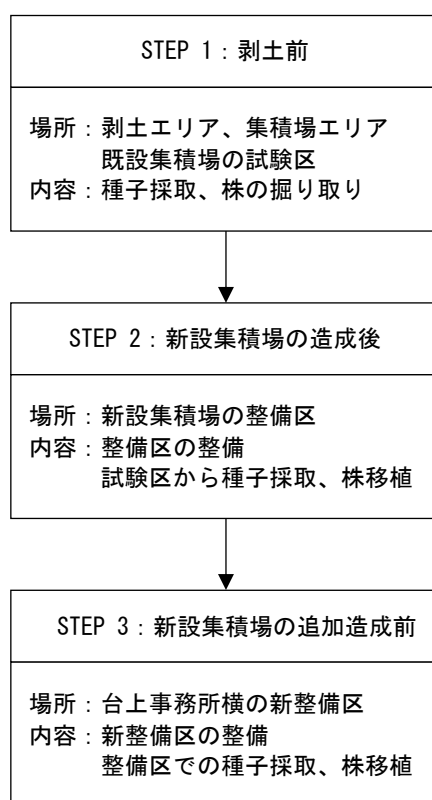 STEP 1：剥土前
場所：剥土エリア、集積場エリア
既設集積場の試験区
内容：種子採取、株の掘り取り
STEP 2：新設集積場の造成後
場所：新設集積場の整備区
内容：整備区の整備
試験区から種子採取、株移植
STEP 3：新設集積場の追加造成前
場所：台上事務所横の新整備区
内容：新整備区の整備
整備区での種子採取、株移植